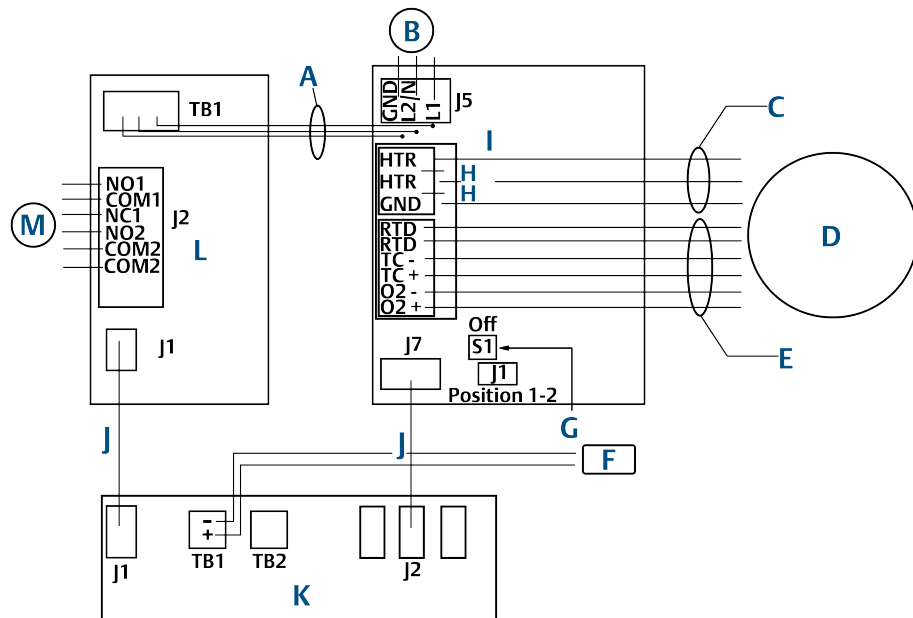 B
A
TB1
GND
L2/N
L1
J5
C
I
HTR
H
HTR
H
GND
NO1
COM1
NC1
NO2
COM2
COM2
J2
M
L
RTD
RTD
TC -
TC +
O2 -
O2 +
D
E
Off
S1
J1
Position 1-2
J7
J1
G
J
J
F
-
+
J1
TB1
TB2
J2
K